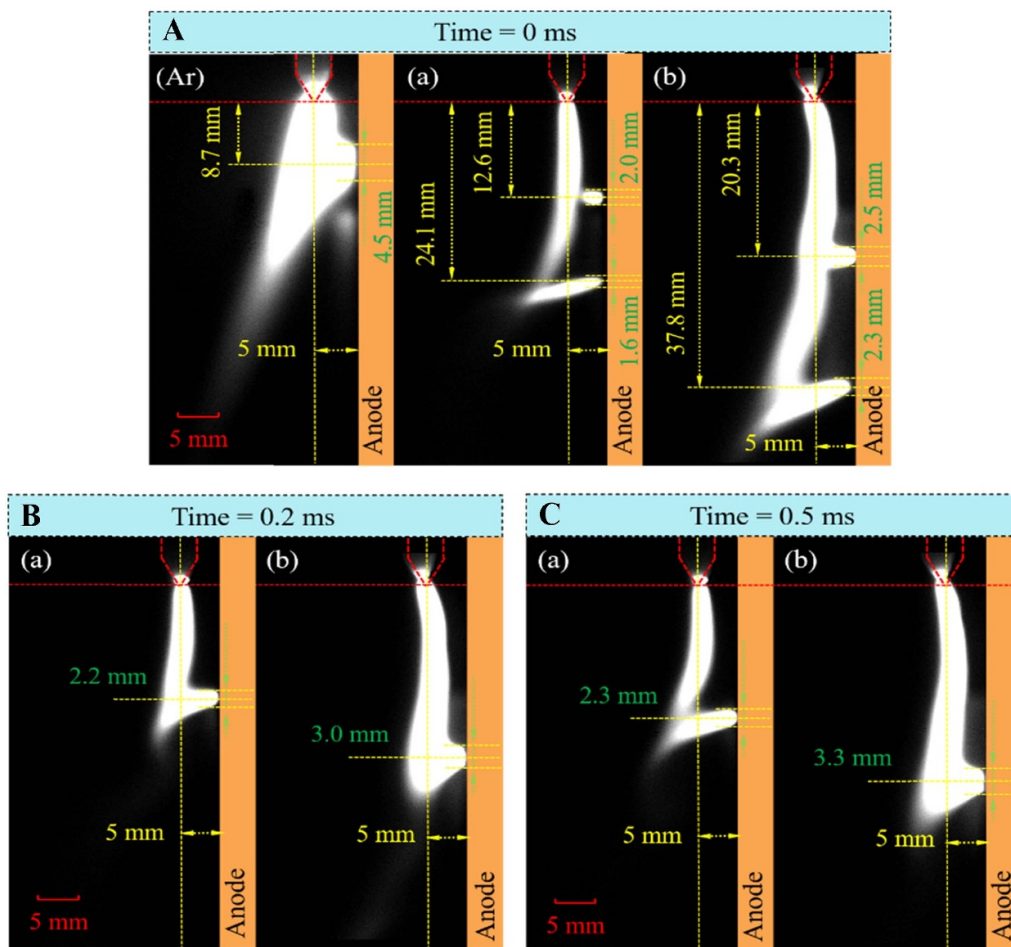 A
Time = 0 ms
(Ar)
(a)
(b)
8.7 mm
4.5 mm
12.6 mm
24.1 mm
2.0 mm
1.6 mm
20.3 mm
37.8 mm
2.5 mm
2.3 mm
5 mm
5 mm
5 mm
5 mm
Anode
Anode
Anode
B
Time = 0.2 ms
(a)
(b)
2.2 mm
3.0 mm
5 mm
5 mm
5 mm
Anode
Anode
C
Time = 0.5 ms
(a)
(b)
2.3 mm
3.3 mm
5 mm
5 mm
5 mm
Anode
Anode